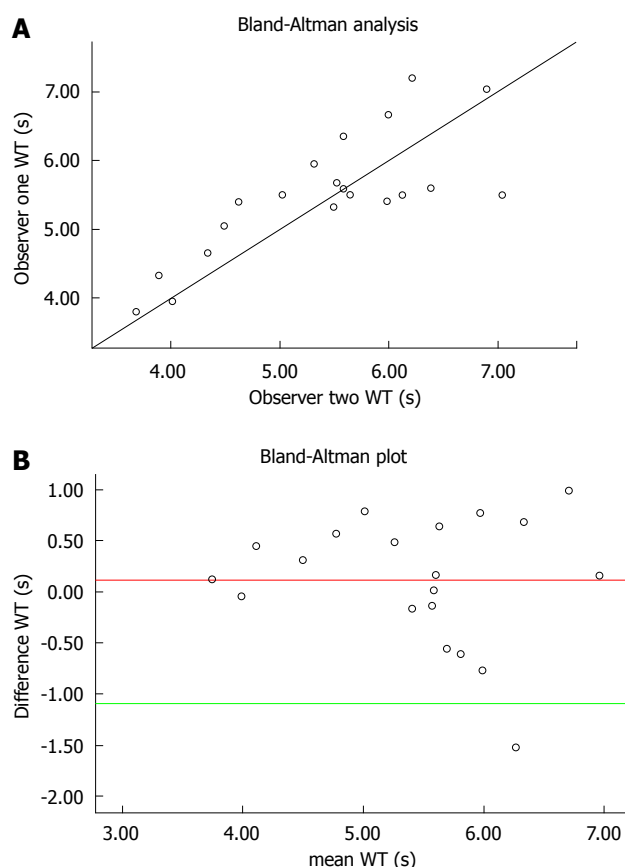 A
Bland-Altman analysis
Observer one WT (s)
7.00
6.00
5.00
4.00
4.00 5.00 6.00 7.00
Observer two WT (s)
B
Bland-Altman plot
Difference WT (s)
1.00
0.50
0.00
-0.50
-1.00
-1.50
-2.00
3.00 4.00 5.00 6.00 7.00
mean WT (s)